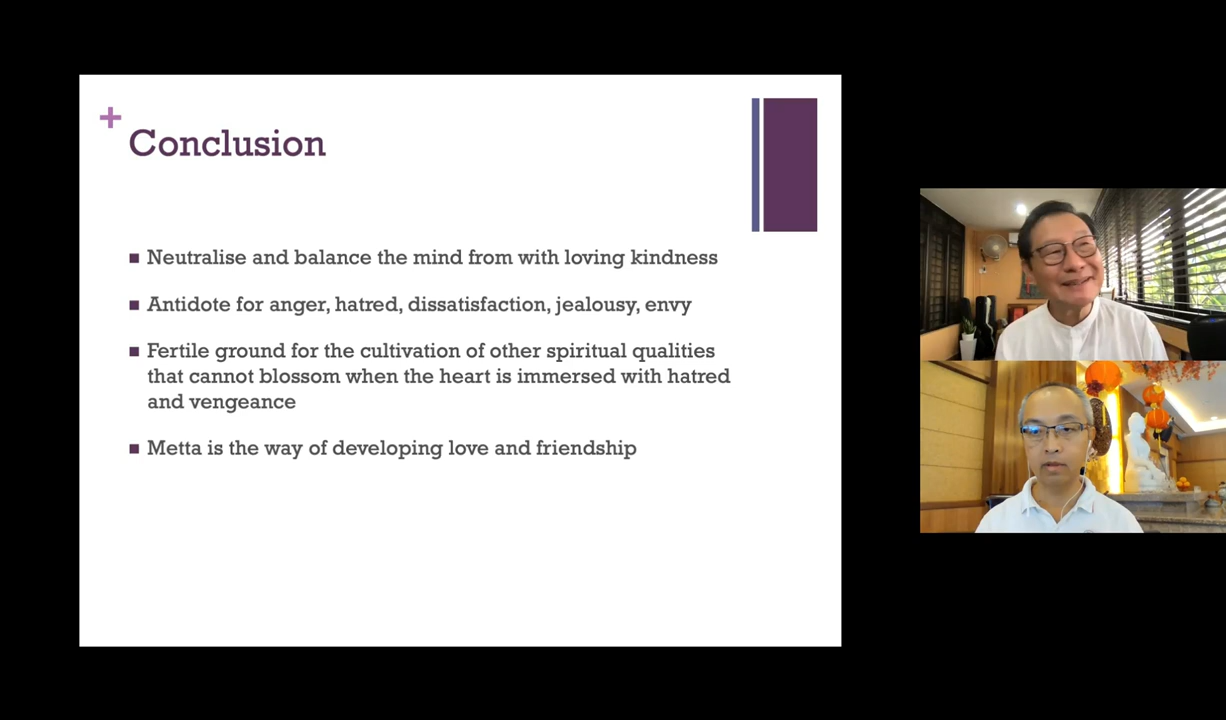 +
Conclusion
Neutralise and balance the mind from with loving kindness
Antidote for anger, hatred, dissatisfaction, jealousy, envy
Fertile ground for the cultivation of other spiritual qualities
that cannot blossom when the heart is immersed with hatred
and vengeance
Metta is the way of developing love and friendship